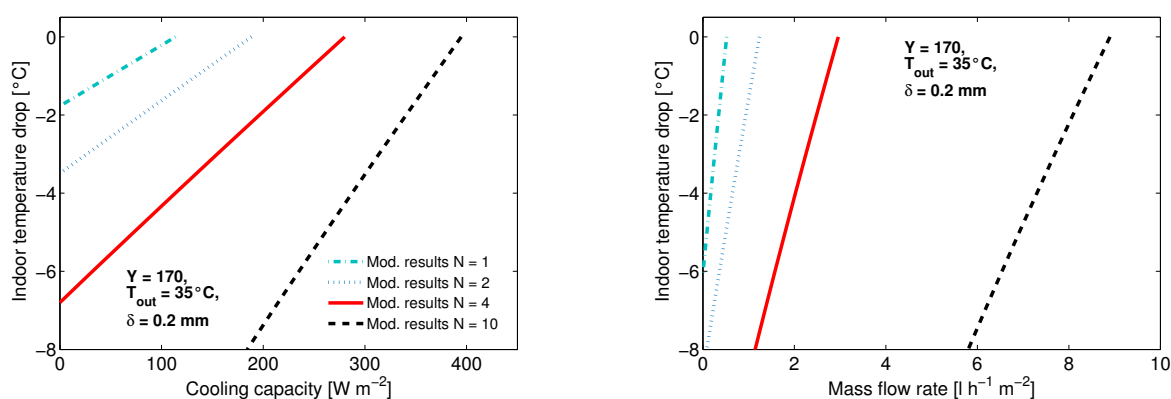 0
−2
−4
−6
−8
Indoor temperature drop [°C]
0 100 200 300 400
Cooling capacity [W m⁻²]
Y = 170,
T_out = 35°C,
δ = 0.2 mm
Mod. results N = 1
Mod. results N = 2
Mod. results N = 4
Mod. results N = 10
0
−2
−4
−6
−8
Indoor temperature drop [°C]
0 2 4 6 8 10
Mass flow rate [l h⁻¹ m⁻²]
Y = 170,
T_out = 35°C,
δ = 0.2 mm